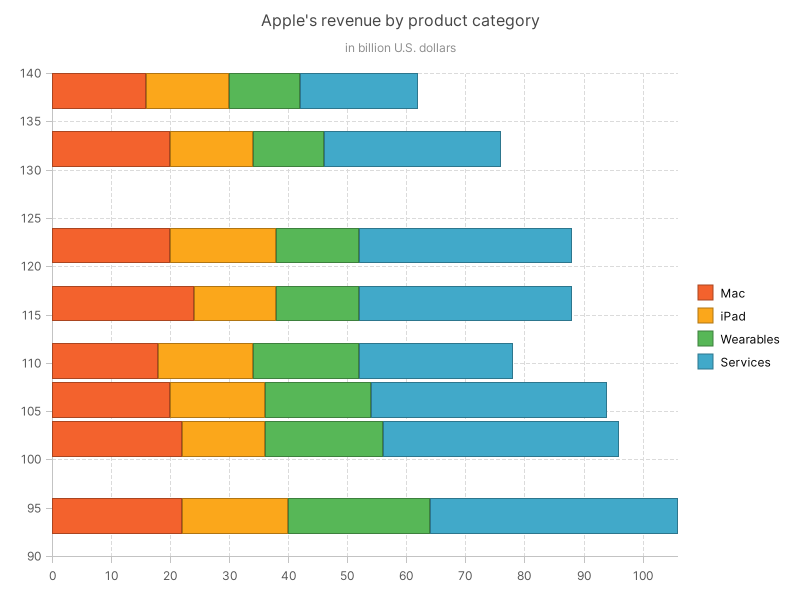 Apple's revenue by product category
in billion U.S. dollars
140
135
130
125
120
115
110
105
100
95
90
0 10 20 30 40 50 60 70 80 90 100
Mac
iPad
Wearables
Services